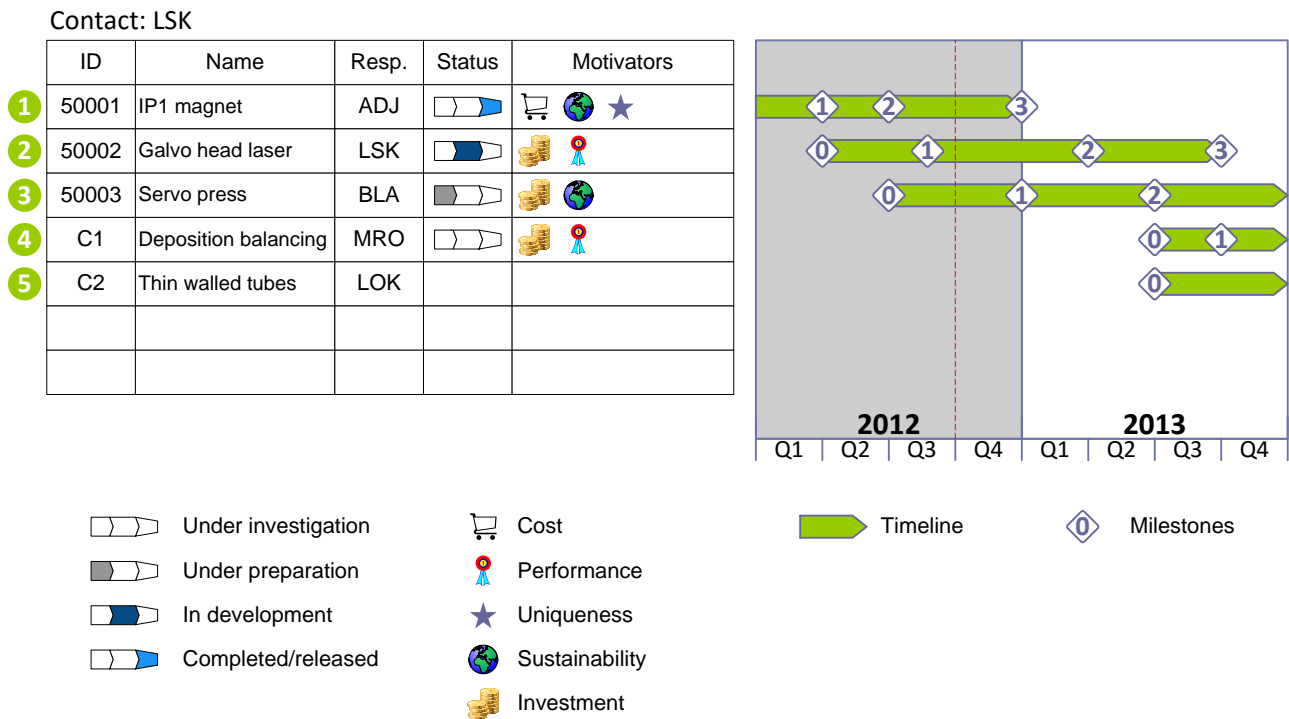 Contact: LSK
ID Name Resp. Status Motivators
1 50001 IP1 magnet ADJ 1 2 3
2 50002 Galvo head laser LSK 0 1 2 3
3 50003 Servo press BLA 0 1 2
4 C1 Deposition balancing MRO 0 1
5 C2 Thin walled tubes LOK 0
2012 2013
Q1 Q2 Q3 Q4 Q1 Q2 Q3 Q4
Under investigation Cost Timeline 0 Milestones
Under preparation Performance
In development Uniqueness
Completed/released Sustainability
Investment